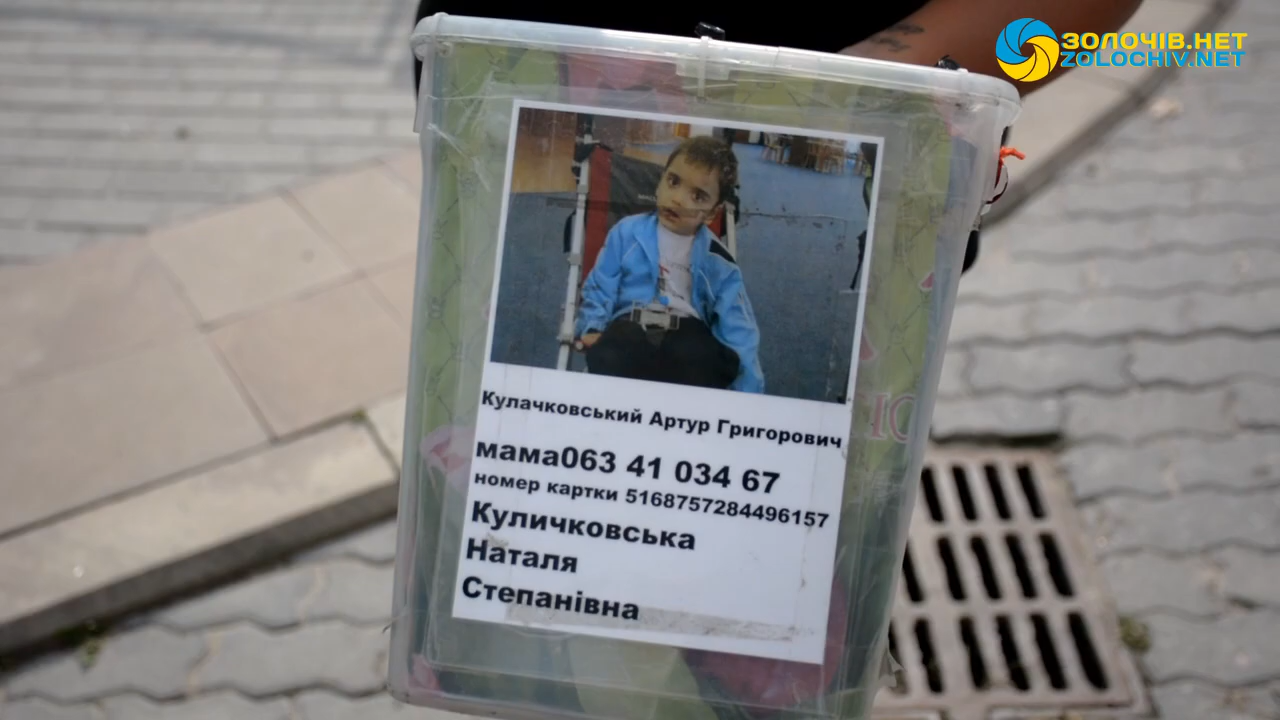 ЗОЛОЧІВ.НЕТ
ZOLOCHIV.NET
Кулачковський Артур Григорович
мама063 41 034 67
номер картки 5168757284496157
Куличковська
Наталя
Степанівна